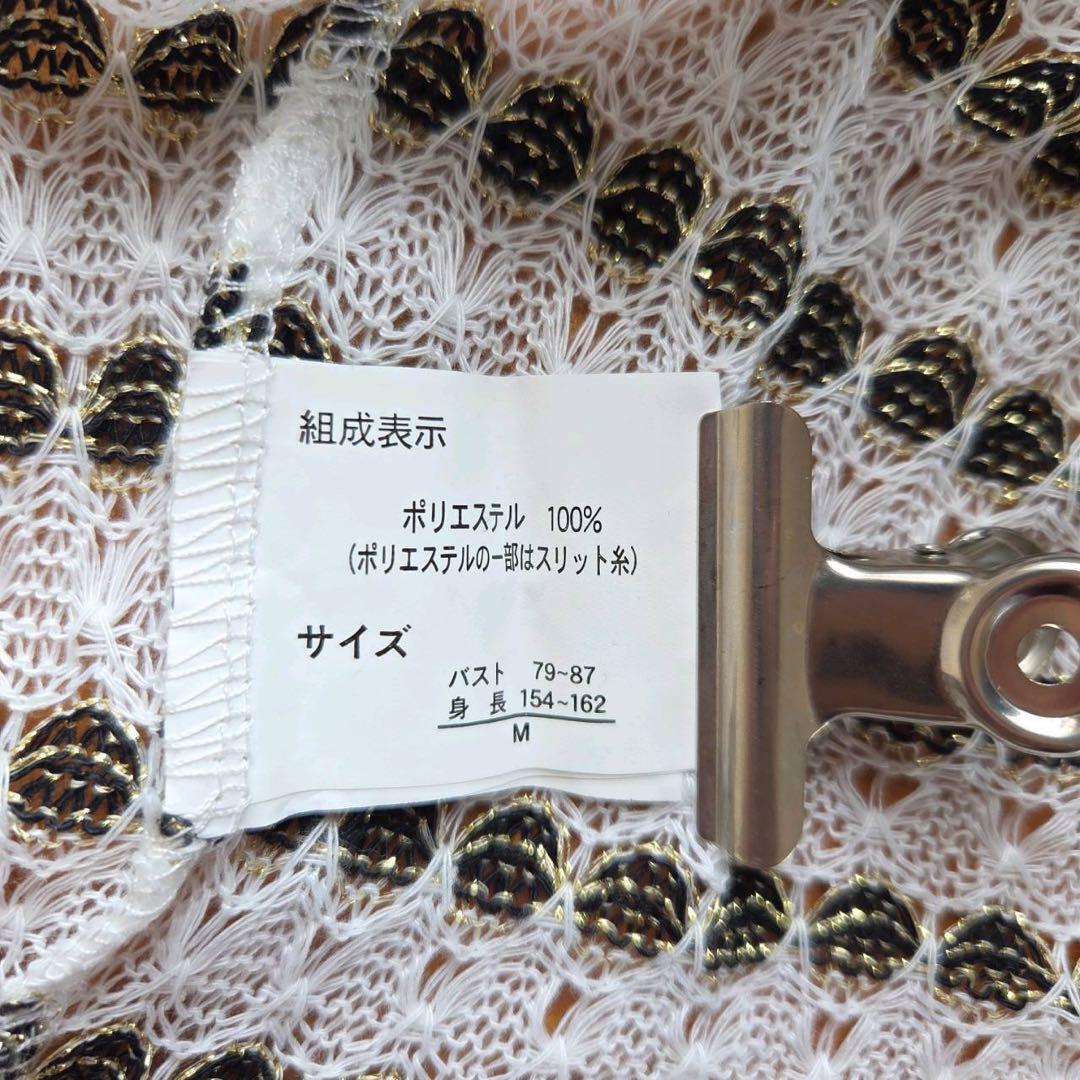 組成表示
ポリエステル 100%
(ポリエステルの一部はスリット糸)
サイズ
バスト 79~87
身長 154~162
M